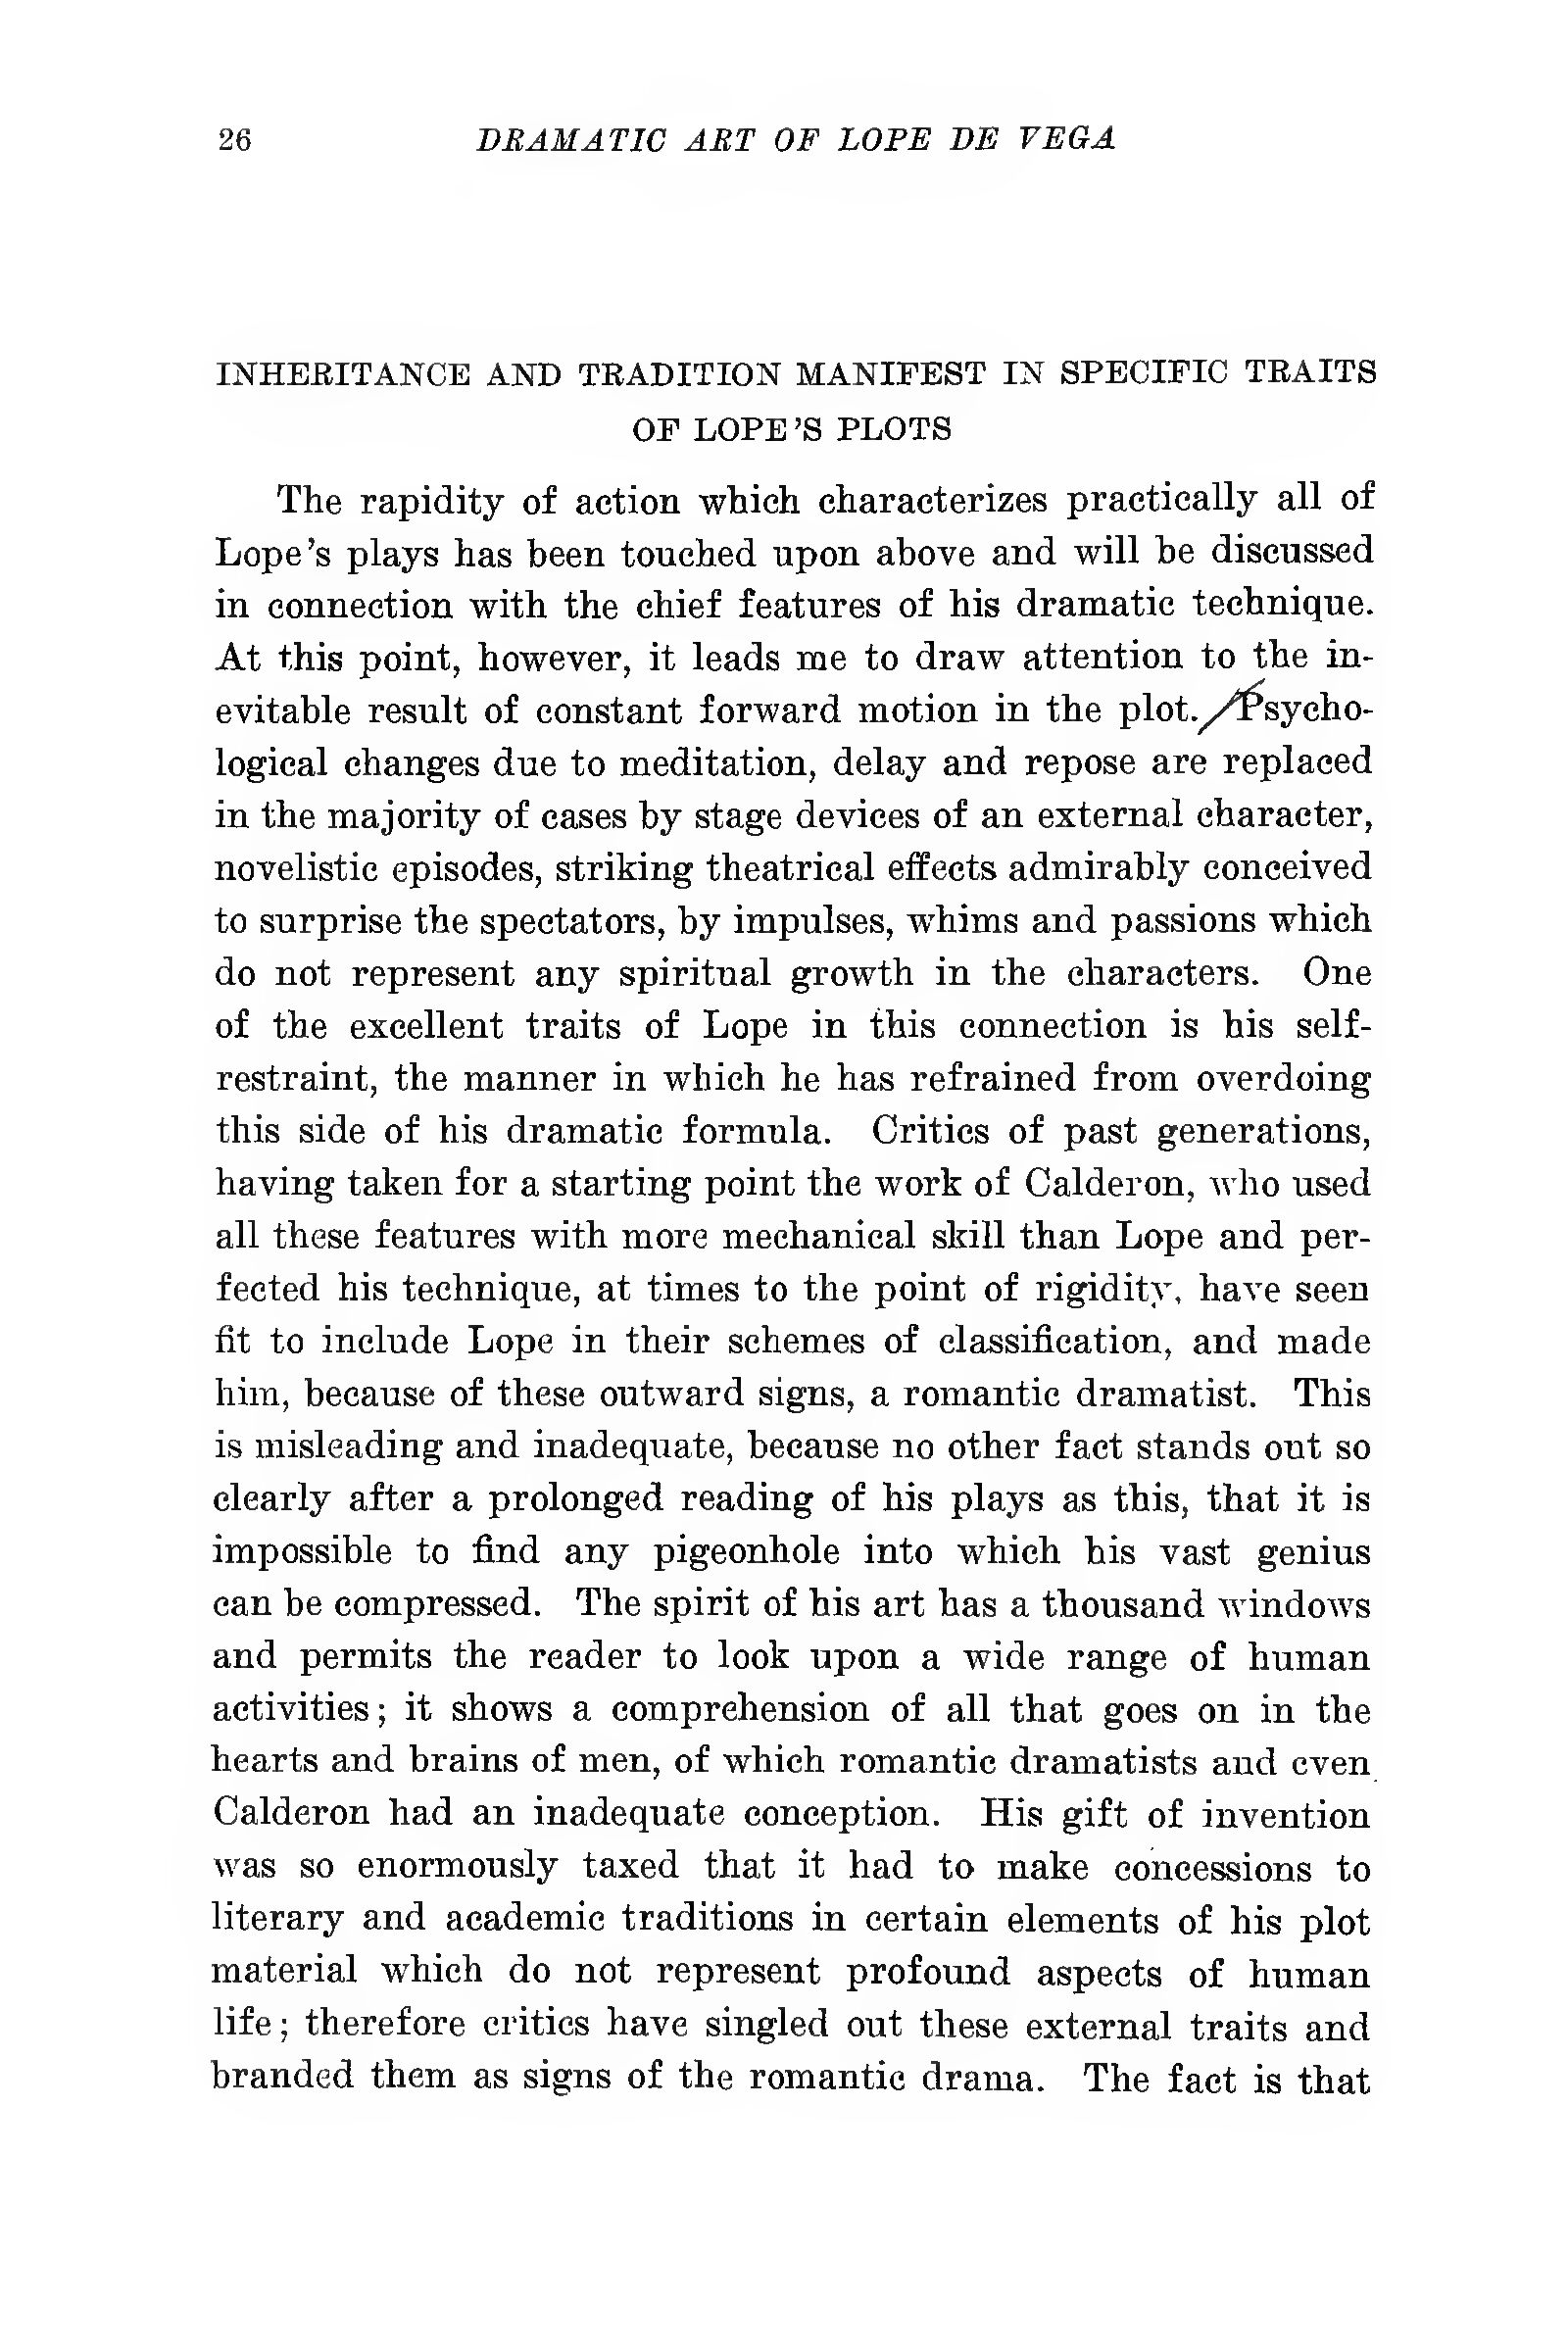 26 DRAMATIC ART OF LOPE DE VEGA
INHERITANCE AND TRADITION MANIFEST IN SPECIFIC TRAITS
OF LOPE'S PLOTS
The rapidity of action which characterizes practically all of
Lope's plays has been touched upon above and will be discussed
in connection with the chief features of his dramatic technique.
At this point, however, it leads me to draw attention to the in-
evitable result of constant forward motion in the plot. Psycho-
logical changes due to meditation, delay and repose are replaced
in the majority of cases by stage devices of an external character,
novelistic episodes, striking theatrical effects admirably conceived
to surprise the spectators, by impulses, whims and passions which
do not represent any spiritual growth in the characters. One
of the excellent traits of Lope in this connection is his self-
restraint, the manner in which he has refrained from overdoing
this side of his dramatic formula. Critics of past generations,
having taken for a starting point the work of Calderon, who used
all these features with more mechanical skill than Lope and per-
fected his technique, at times to the point of rigidity, have seen
fit to include Lope in their schemes of classification, and made
him, because of these outward signs, a romantic dramatist. This
is misleading and inadequate, because no other fact stands out so
clearly after a prolonged reading of his plays as this, that it is
impossible to find any pigeonhole into which his vast genius
can be compressed. The spirit of his art has a thousand windows
and permits the reader to look upon a wide range of human
activities; it shows a comprehension of all that goes on in the
hearts and brains of men, of which romantic dramatists and even
Calderon had an inadequate conception. His gift of invention
was so enormously taxed that it had to make concessions to
literary and academic traditions in certain elements of his plot
material which do not represent profound aspects of human
life; therefore critics have singled out these external traits and
branded them as signs of the romantic drama. The fact is that